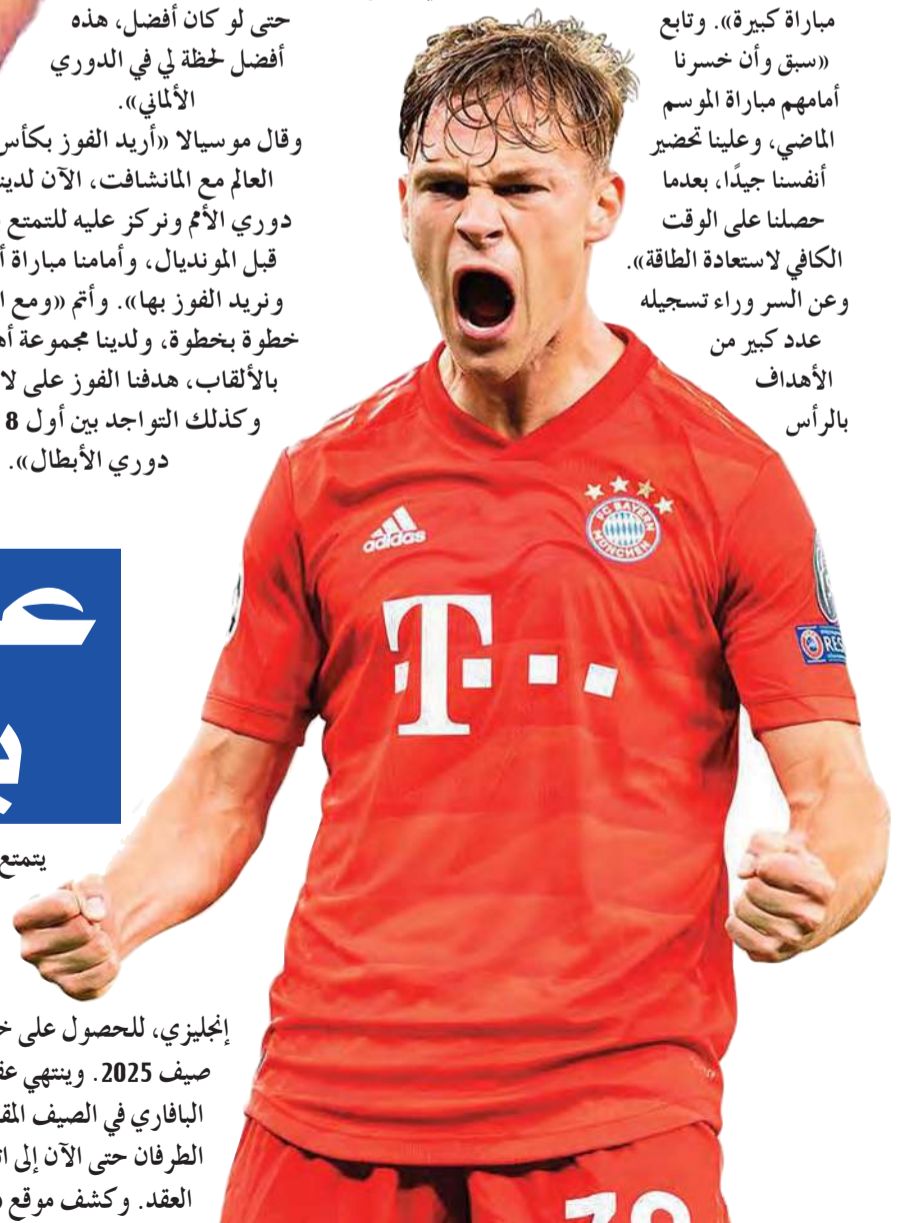 مباراة كبيرة». وتابع
«سبق وأن خسرنا
أمامهم مباراة الموسم
الماضي، وعلينا تحضير
أنفسنا جيدًا، بعدما
حصلنا على الوقت
الكافي لاستعادة الطاقة».
وعن السر وراء تسجيله
عدد كبير من
الأهداف
بالرأس
حتى لو كان أفضل، هذه
أفضل لحظة لي في الدوري
الألماني».
وقال موسيالا «أريد الفوز بكأس
العالم مع المانشافت، الآن لدينا
دوري الأمم ونركز عليه للتمتع
قبل المونديال، وأمامنا مباراة
ونريد الفوز بها». وأتم «ومع
خطوة بخطوة، ولدينا مجموعة
بالألقاب، هدفنا الفوز على
وكذلك التواجد بين أول 8
دوري الأبطال».
يتمتع
إنجليزي، للحصول على
صيف 2025. وينتهي
البافاري في الصيف
الطرفان حتى الآن إلى
العقد. وكشف موقع
adidas
FC BAYERN
MÜNCHEN
T